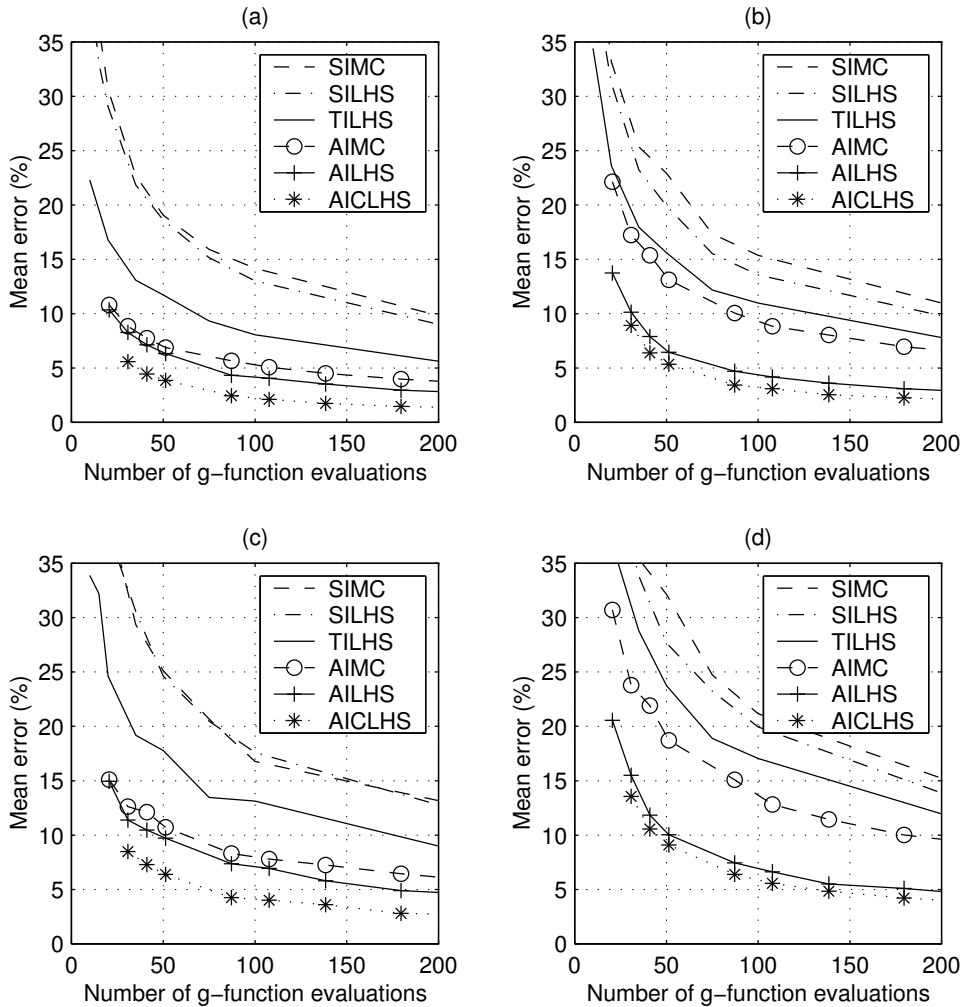 (a)
35
30
25
20
15
10
5
0
Mean error (%)
SIMC
SILHS
TILHS
AIMC
AILHS
AICLHS
0 50 100 150 200
Number of g−function evaluations
(b)
35
30
25
20
15
10
5
0
Mean error (%)
SIMC
SILHS
TILHS
AIMC
AILHS
AICLHS
0 50 100 150 200
Number of g−function evaluations
(c)
35
30
25
20
15
10
5
0
Mean error (%)
SIMC
SILHS
TILHS
AIMC
AILHS
AICLHS
0 50 100 150 200
Number of g−function evaluations
(d)
35
30
25
20
15
10
5
0
Mean error (%)
SIMC
SILHS
TILHS
AIMC
AILHS
AICLHS
0 50 100 150 200
Number of g−function evaluations